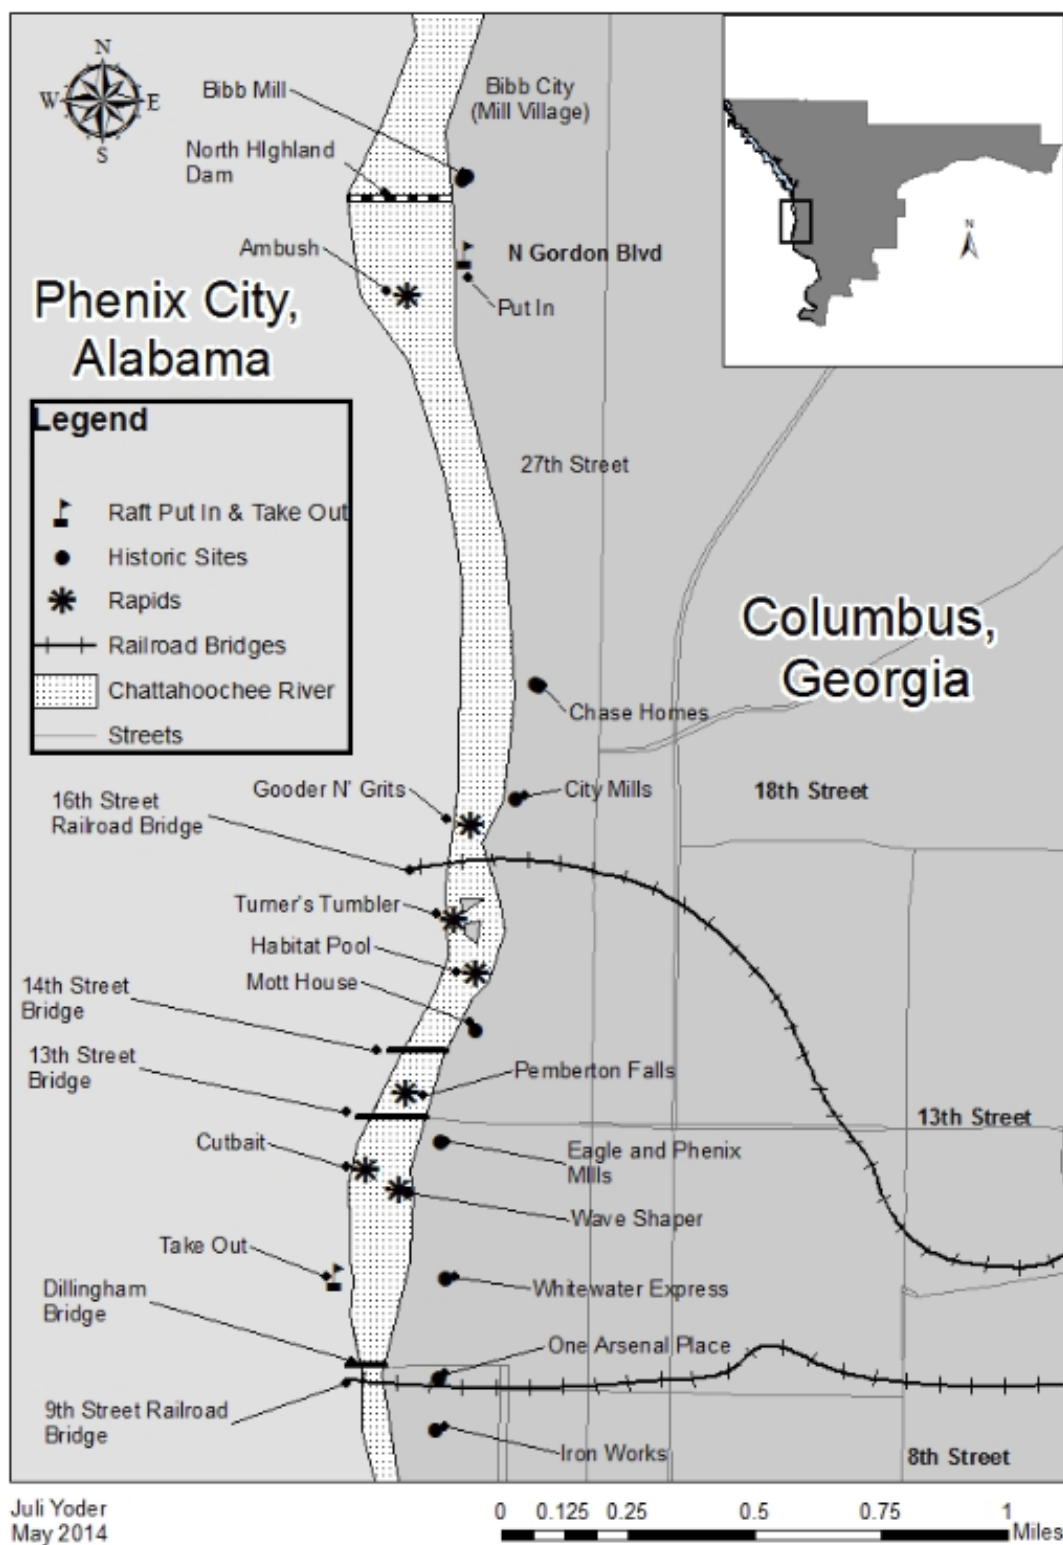 N
W E
S
Bibb Mill
Bibb City
(Mill Village)
North HIghland
Dam
N
Ambush
N Gordon Blvd
Put In
Phenix City,
Alabama
Legend
Raft Put In & Take Out
Historic Sites
Rapids
Railroad Bridges
Chattahoochee River
Streets
27th Street
Columbus,
Georgia
Chase Homes
Gooder N' Grits
City Mills
18th Street
16th Street
Railroad Bridge
Turner's Tumbler
Habitat Pool
Mott House
14th Street
Bridge
13th Street
Bridge
Pemberton Falls
13th Street
Cutbait
Eagle and Phenix
MIlls
Wave Shaper
Take Out
Dillingham
Bridge
Whitewater Express
One Arsenal Place
9th Street Railroad
Bridge
Iron Works
8th Street
Juli Yoder
May 2014
0 0.125 0.25 0.5 0.75 1
Miles